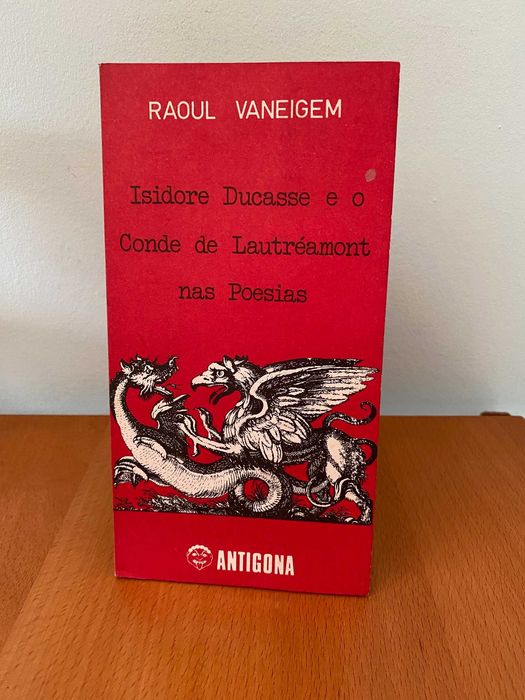 RAOUL VANEIGEM
Isidore Ducasse e o
Conde de Lautréamont
nas Poesias
ANTIGONA